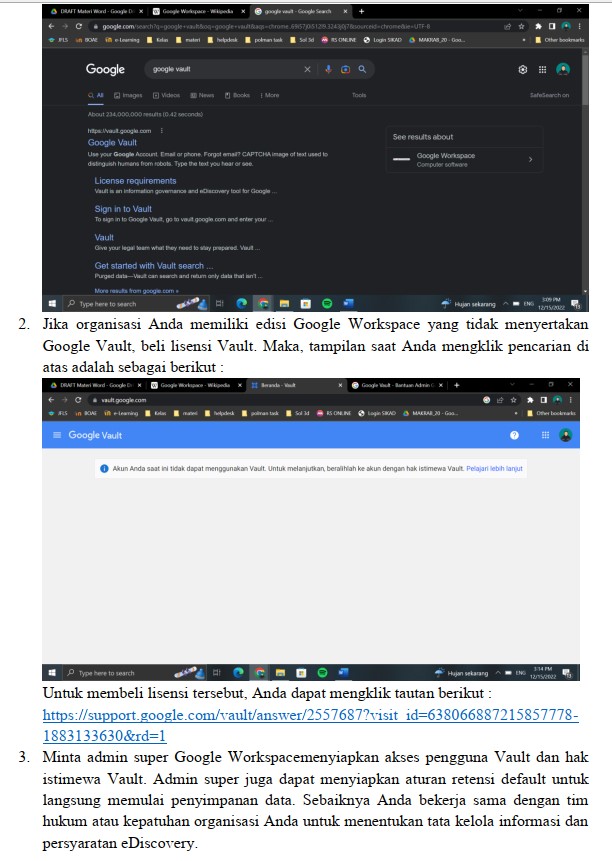 DRAFT Materi Word - Google D
Google Workspace - Wikipedia
google vault - Google Search
google.com/search?q=google+vault&oq=google+vault&aqs=chrome
JFLS
BOAE
e-Learning
Kelas
materi
helpdesk
polman task
Sol 3d
RS ONLINE
Login SIKAD
MAKRAB_20 - Goo...
Other bookmarks
Google
google vault
All Images Videos News Books More Tools
SafeSearch on
About 234,000,000 results (0.42 seconds)
https://vault.google.com
Google Vault
Use your Google Account. Email or phone. Forgot email? CAPTCHA image of text used to
distinguish humans from robots. Type the text you hear or see.
See results about
Google Workspace
Computer software
License requirements
Vault is an information governance and eDiscovery tool for Google ...
Sign in to Vault
To sign in to Google Vault, go to vault.google.com and enter your ...
Vault
Give your legal team what they need to stay prepared. Vault ...
Get started with Vault search ...
Purged data—Vault can search and return only data that isn't ...
More results from google.com »
Type here to search
Hujan sekarang
ENG
3:09 PM
12/15/2022
2. Jika organisasi Anda memiliki edisi Google Workspace yang tidak menyertakan
Google Vault, beli lisensi Vault. Maka, tampilan saat Anda mengklik pencarian di
atas adalah sebagai berikut :
DRAFT Materi Word - Google D
Google Workspace - Wikipedia
Beranda - Vault
Google Vault - Bantuan Admin G
vault.google.com
JFLS
BOAE
e-Learning
Kelas
materi
helpdesk
polman task
Sol 3d
RS ONLINE
Login SIKAD
MAKRAB_20 - Goo...
Other bookmarks
Google Vault
Akun Anda saat ini tidak dapat menggunakan Vault. Untuk melanjutkan, beralihlah ke akun dengan hak istimewa Vault. Pelajari lebih lanjut
Type here to search
Hujan sekarang
ENG
3:14 PM
12/15/2022
Untuk membeli lisensi tersebut, Anda dapat mengklik tautan berikut :
https://support.google.com/vault/answer/2557687?visit_id=638066887215857778-
1883133630&rd=1
3. Minta admin super Google Workspacemenyiapkan akses pengguna Vault dan hak
istimewa Vault. Admin super juga dapat menyiapkan aturan retensi default untuk
langsung memulai penyimpanan data. Sebaiknya Anda bekerja sama dengan tim
hukum atau kepatuhan organisasi Anda untuk menentukan tata kelola informasi dan
persyaratan eDiscovery.